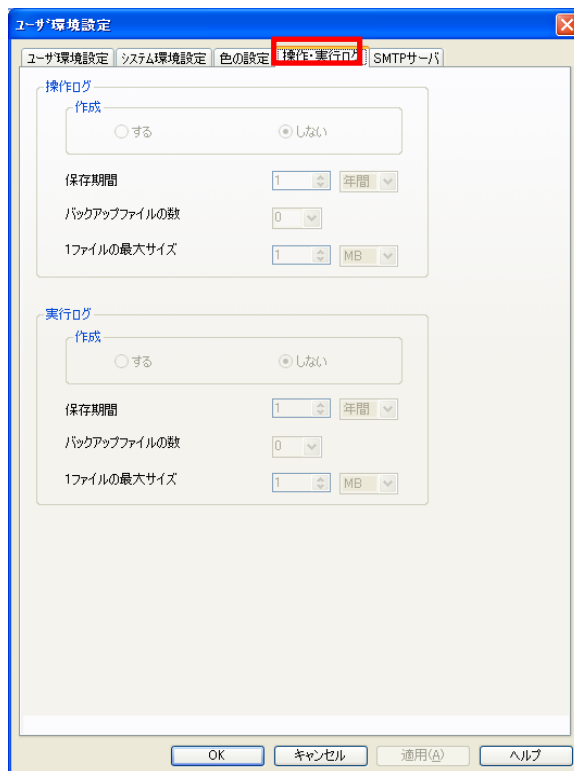 ユーザ環境設定
ユーザ環境設定 システム環境設定 色の設定 操作・実行ログ SMTPサーバ
操作ログ
作成
する しない
保存期間 1 年間
バックアップファイルの数 0
1ファイルの最大サイズ 1 MB
実行ログ
作成
する しない
保存期間 1 年間
バックアップファイルの数 0
1ファイルの最大サイズ 1 MB
OK キャンセル 適用(A) ヘルプ